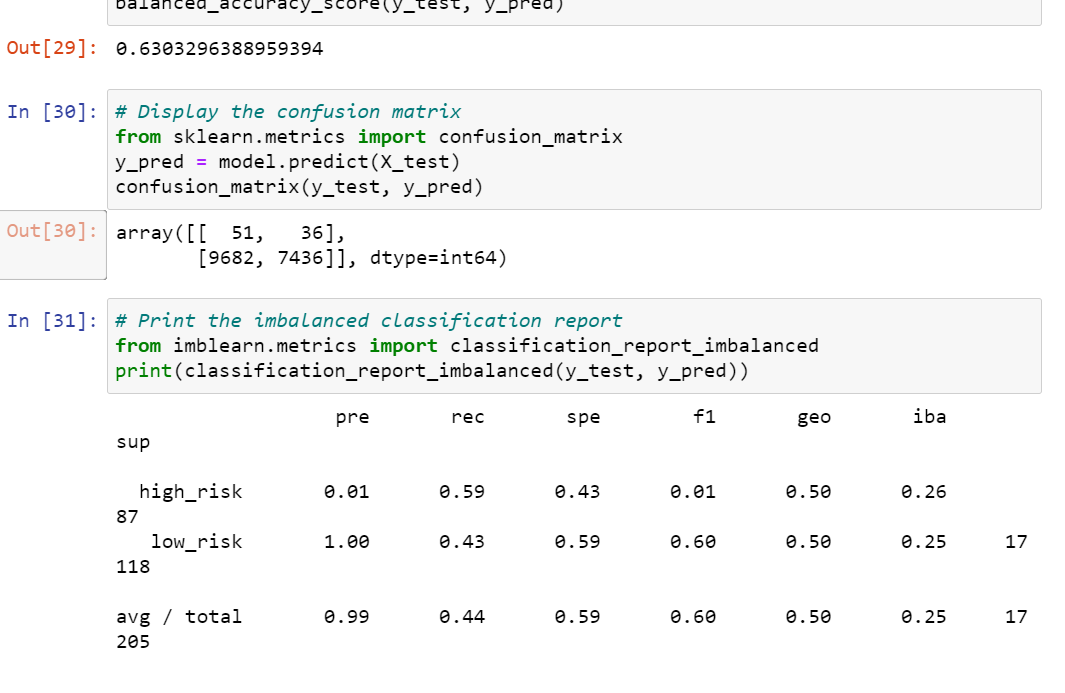 balanced_accuracy_score(y_test, y_pred)
Out[29]: 0.6303296388959394
In [30]: # Display the confusion matrix
from sklearn.metrics import confusion_matrix
y_pred = model.predict(X_test)
confusion_matrix(y_test, y_pred)
Out[30]: array([[  51,   36],
       [9682, 7436]], dtype=int64)
In [31]: # Print the imbalanced classification report
from imblearn.metrics import classification_report_imbalanced
print(classification_report_imbalanced(y_test, y_pred))
pre rec spe f1 geo iba
sup
high_risk 0.01 0.59 0.43 0.01 0.50 0.26
87
low_risk 1.00 0.43 0.59 0.60 0.50 0.25 17
118
avg / total 0.99 0.44 0.59 0.60 0.50 0.25 17
205